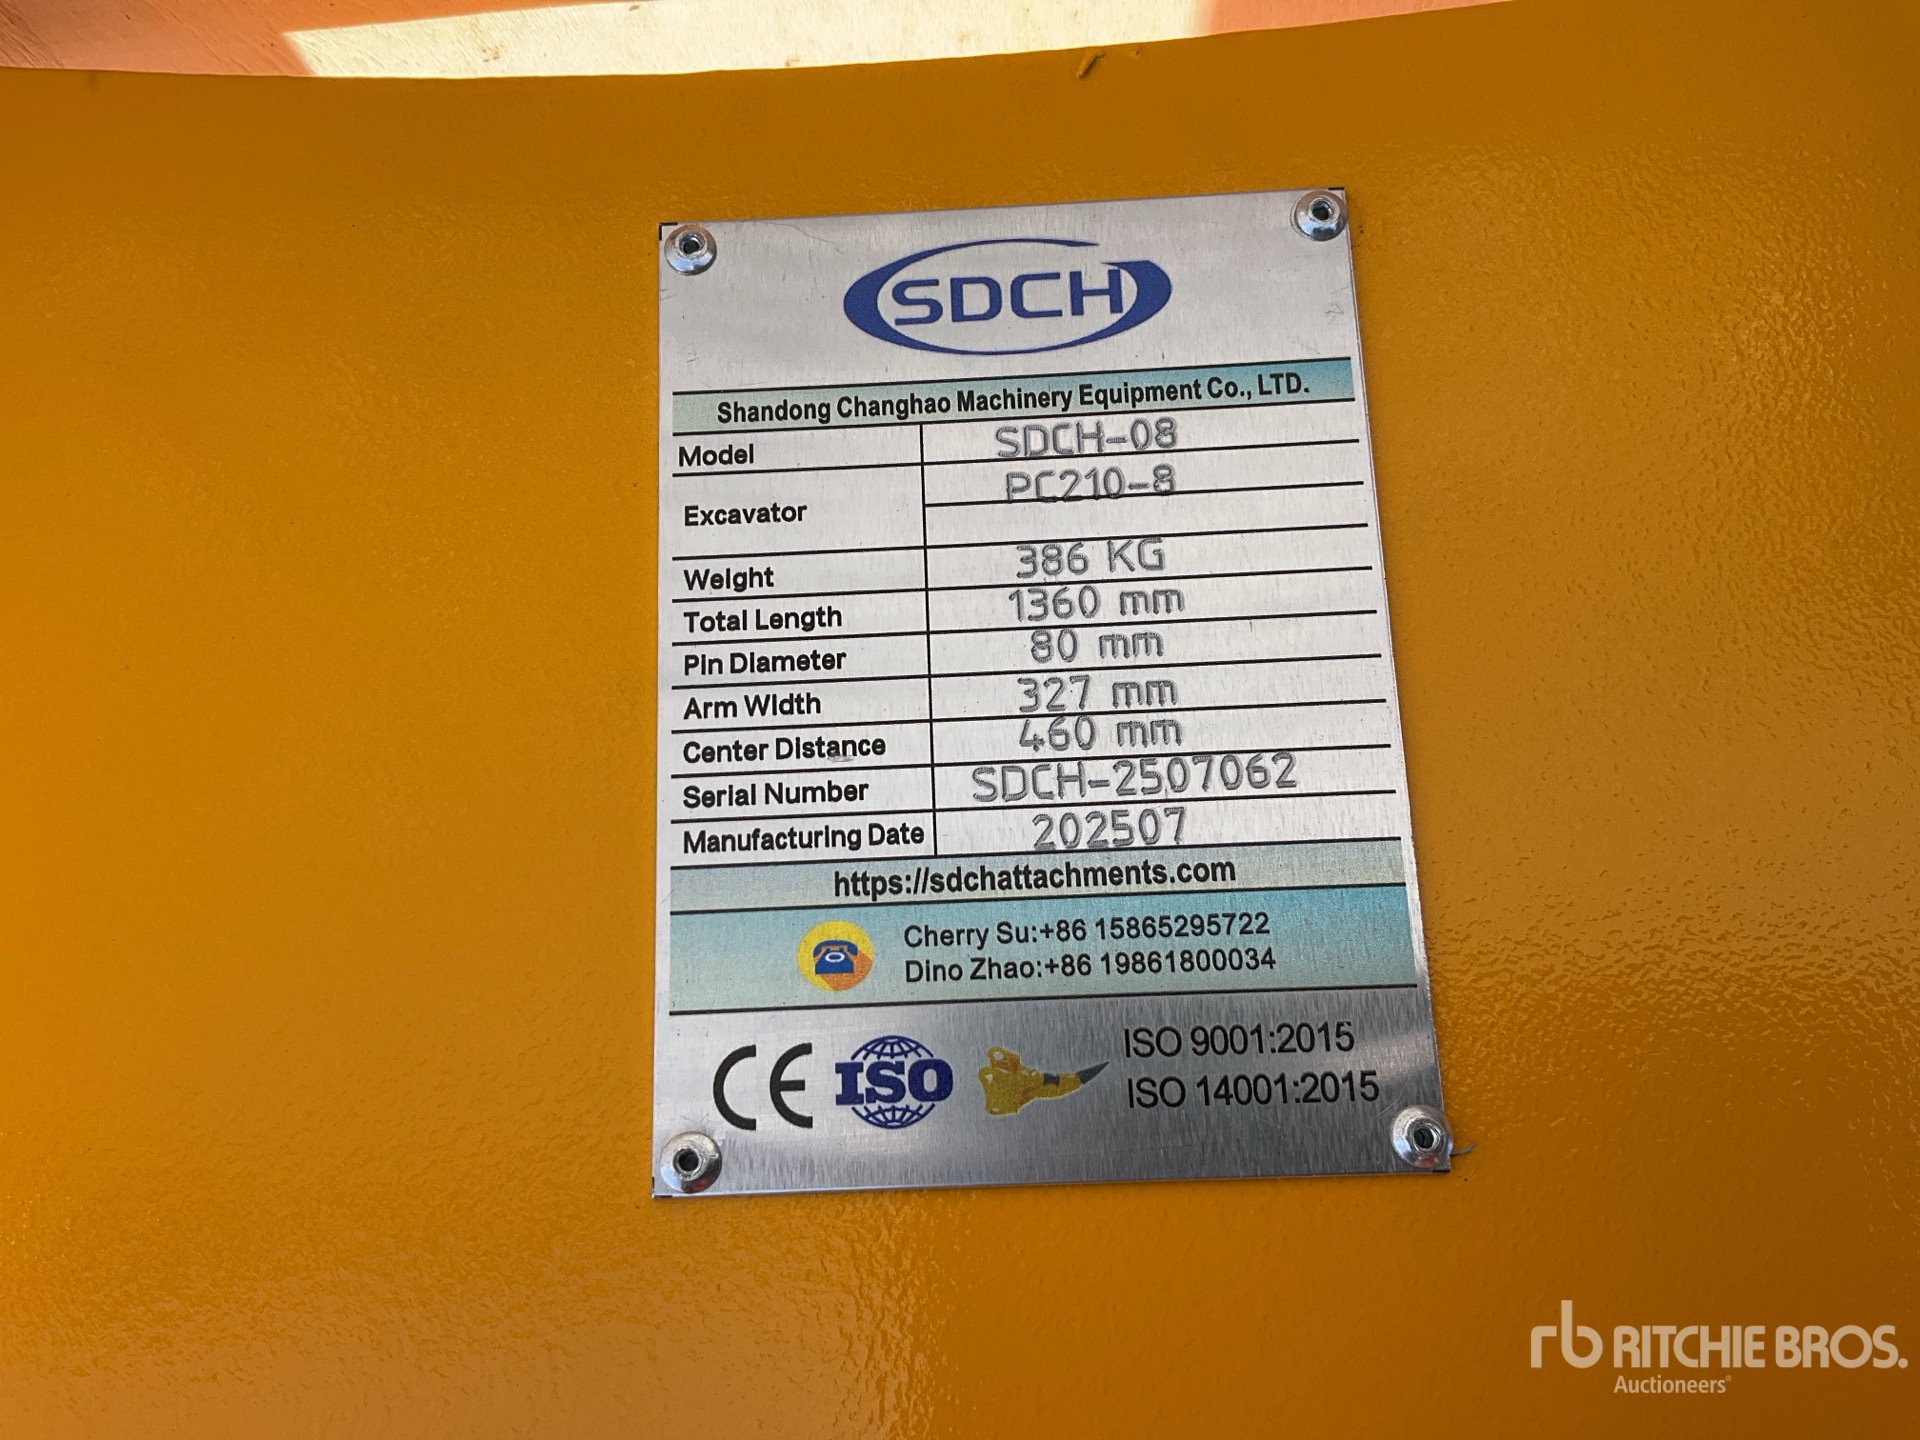 SDCH
Shandong Changhao Machinery Equipment Co., LTD.
Model SDCH-08
Excavator PC210-8
Weight 386 KG
Total Length 1360 mm
Pin Diameter 80 mm
Arm Width 327 mm
Center Distance 460 mm
Serial Number SDCH-2507062
Manufacturing Date 202507
https://sdchattachments.com
Cherry Su:+86 15865295722
Dino Zhao:+86 19861800034
CE ISO ISO 9001:2015
ISO 14001:2015
rb RITCHIE BROS.
Auctioneers®